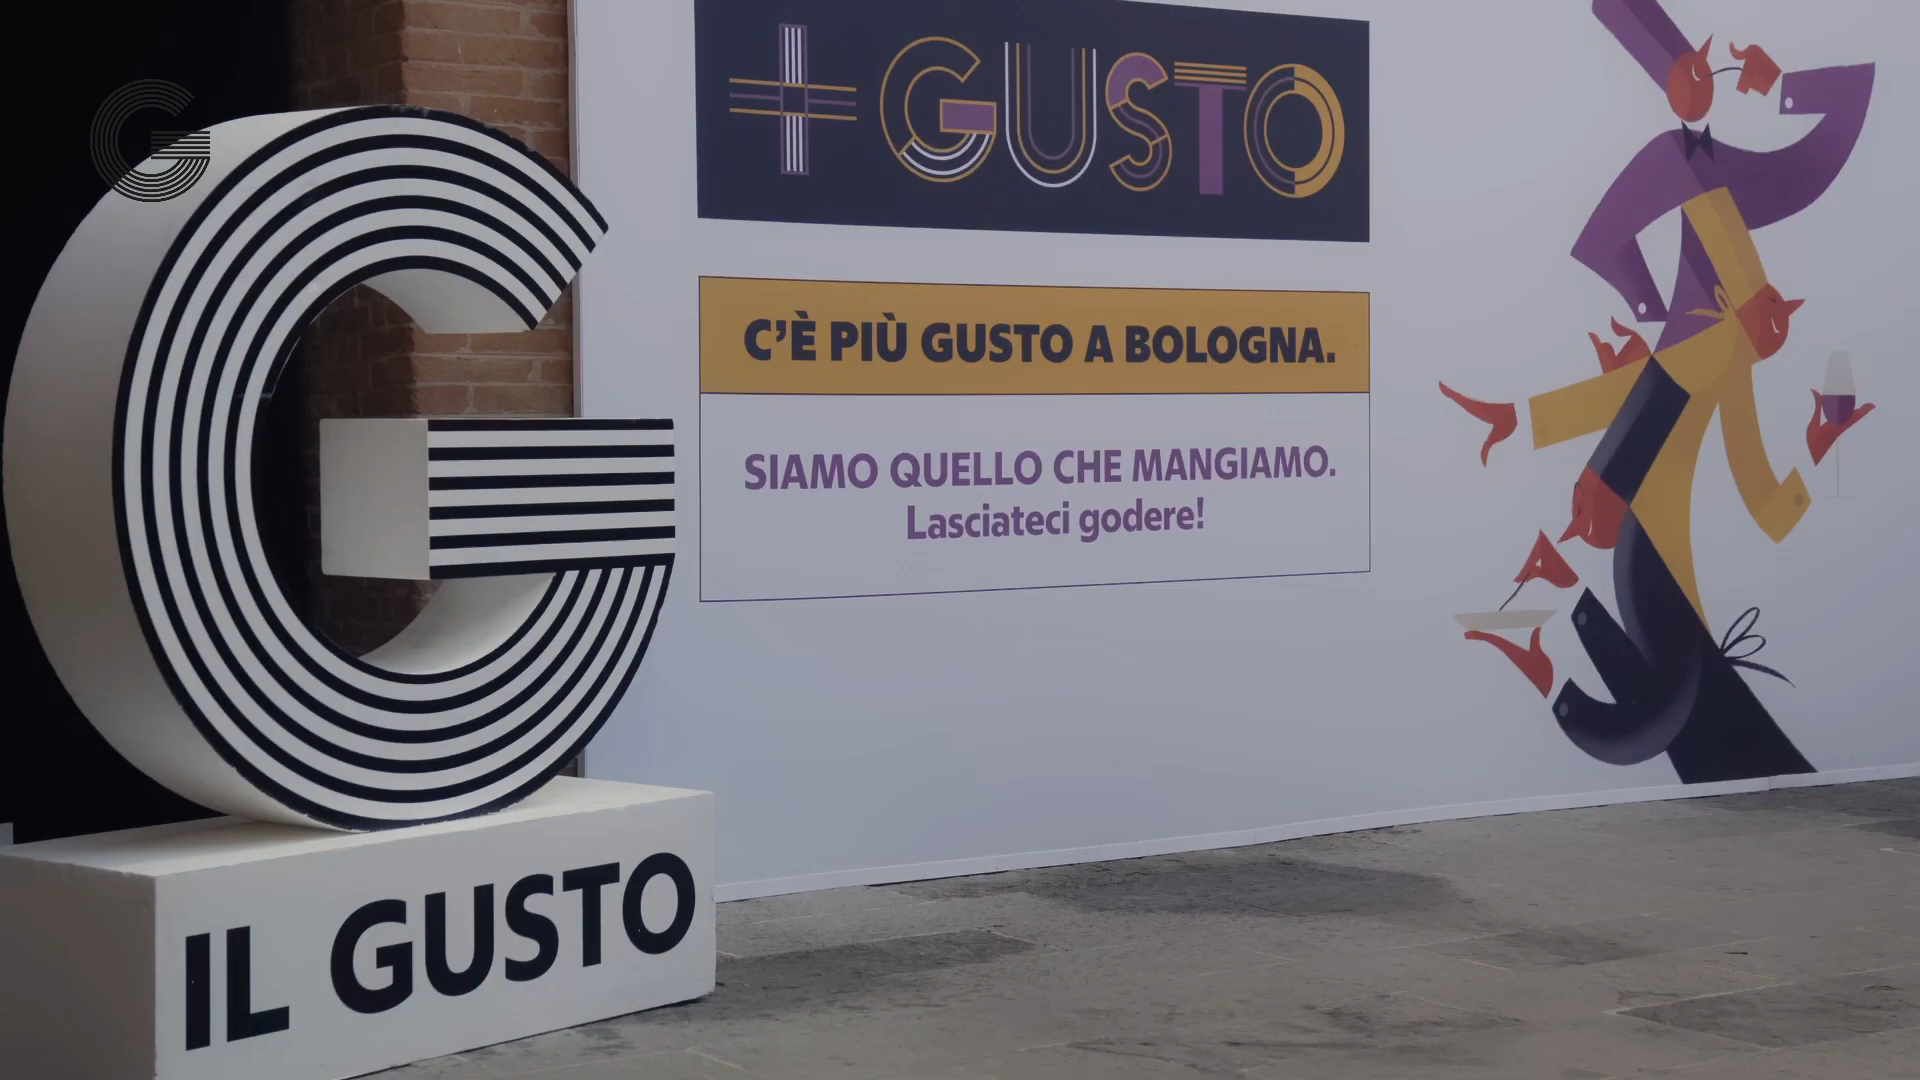 G
+GUSTO
C'È PIÙ GUSTO A BOLOGNA.
SIAMO QUELLO CHE MANGIAMO.
Lasciateci godere!
G
IL GUSTO